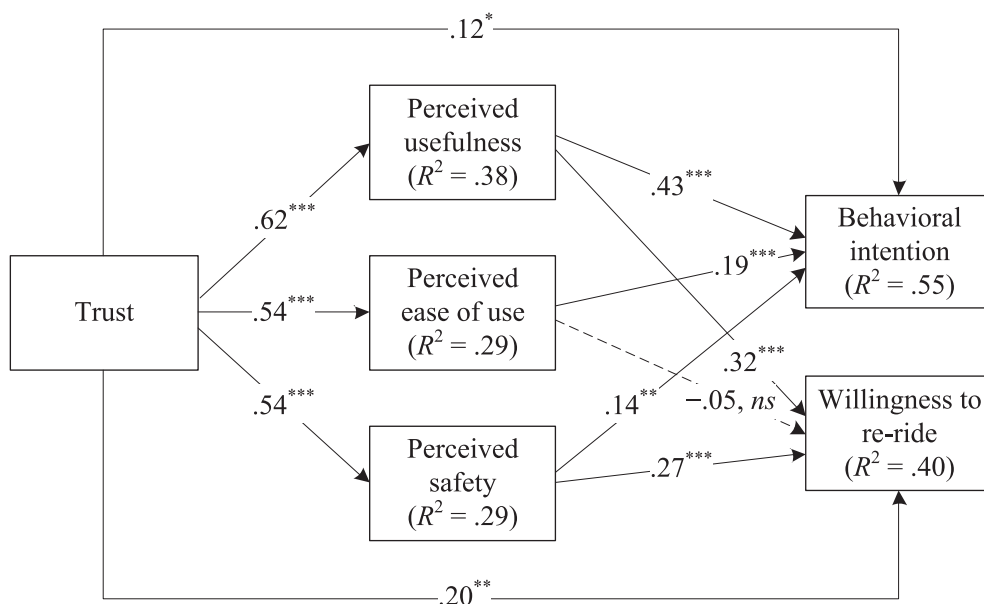 .12*
Perceived
usefulness
(R² = .38)
.43***
.62***
Behavioral
intention
(R² = .55)
.19***
Perceived
ease of use
(R² = .29)
Trust
.54***
.32***
.14**
−.05, ns
.54***
Willingness to
re-ride
(R² = .40)
Perceived
safety
(R² = .29)
.27***
.20**